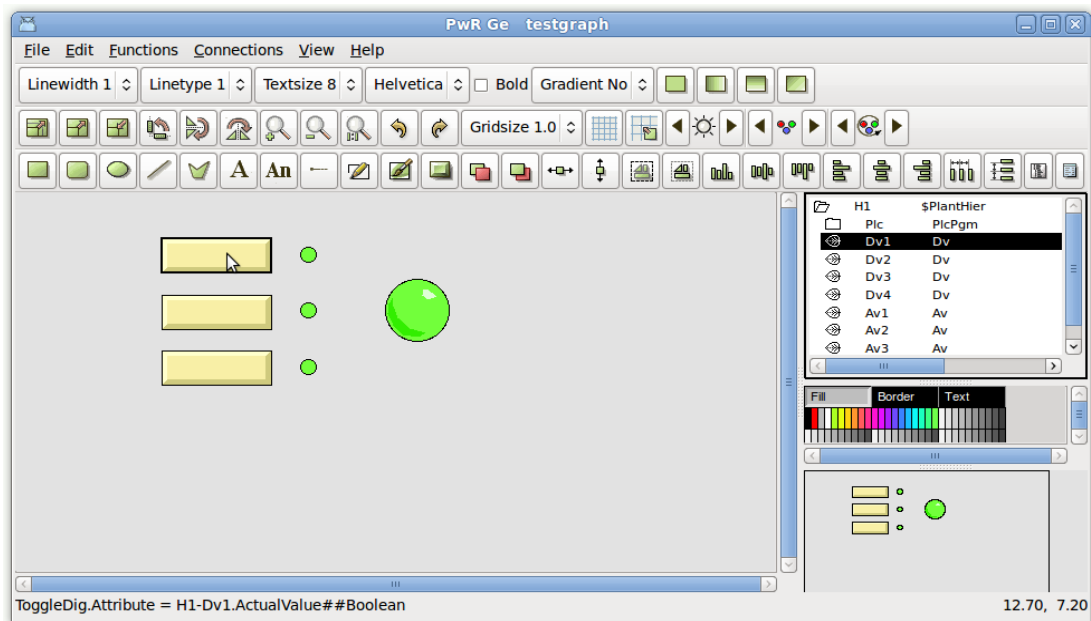 PwR Ge testgraph
File Edit Functions Connections View Help
Linewidth 1 Linetype 1 Textsize 8 Helvetica Bold Gradient No
Gridsize 1.0
A An
H1 $PlantHier
Plc PlcPgm
Dv1 Dv
Dv2 Dv
Dv3 Dv
Dv4 Dv
Av1 Av
Av2 Av
Av3 Av
Fill Border Text
ToggleDig.Attribute = H1-Dv1.ActualValue##Boolean 12.70, 7.20